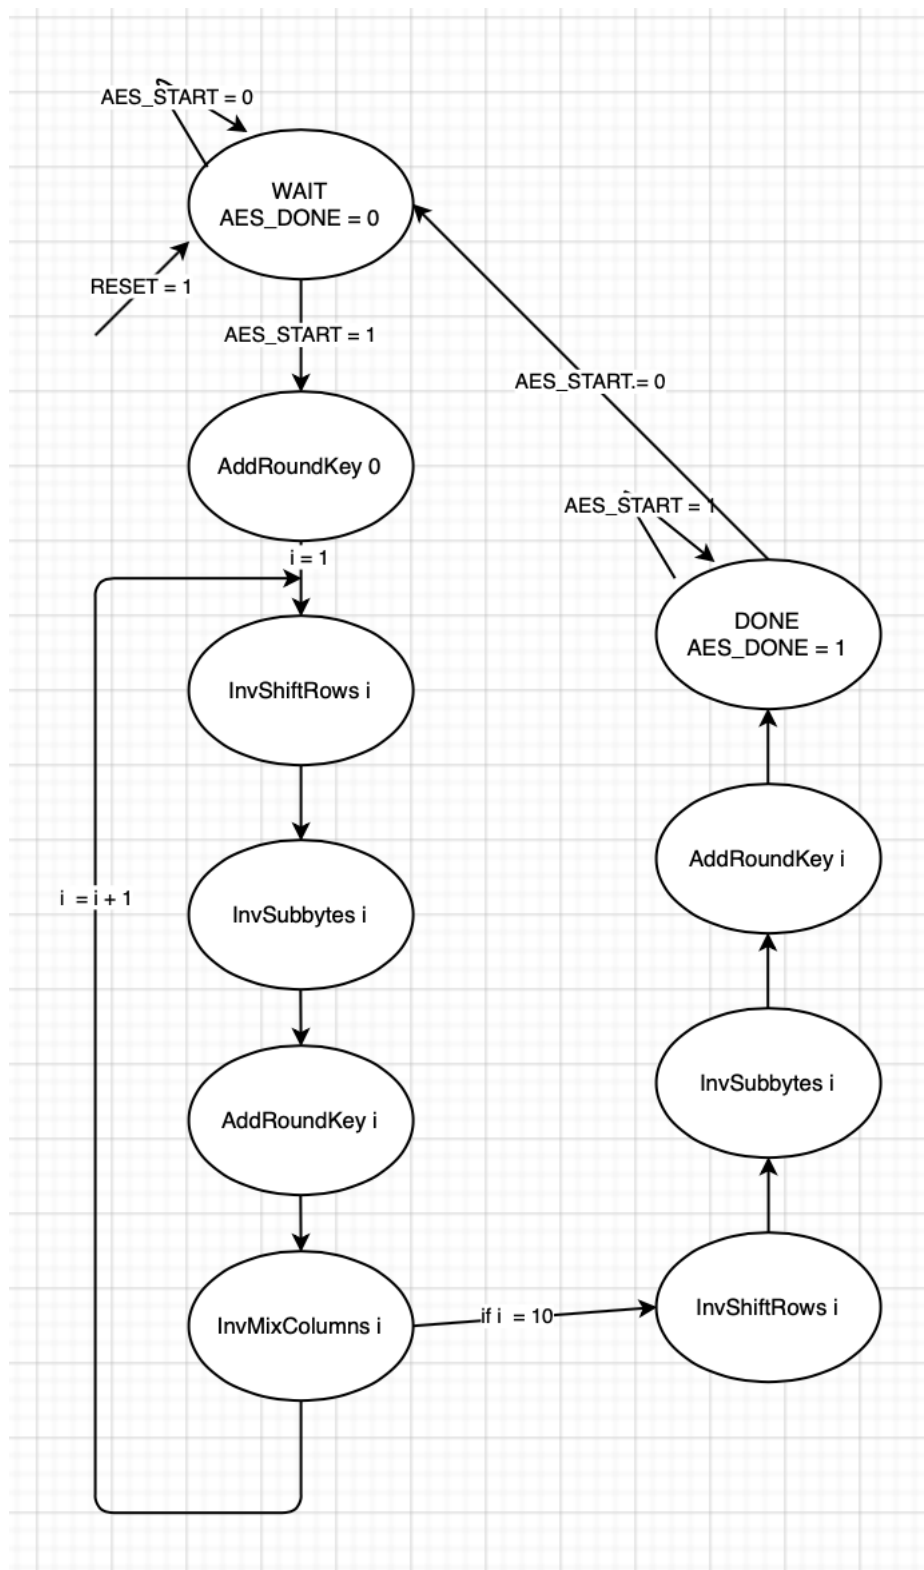 AES_START = 0
WAIT
AES_DONE = 0
RESET = 1
AES_START = 1
AddRoundKey 0
i = 1
InvShiftRows i
InvSubbytes i
i = i + 1
AddRoundKey i
InvMixColumns i
if i = 10
InvShiftRows i
InvSubbytes i
AddRoundKey i
DONE
AES_DONE = 1
AES_START = 1
AES_START = 0